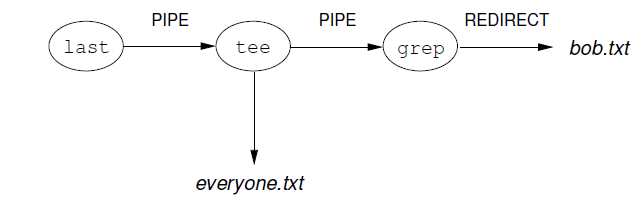 PIPE PIPE REDIRECT
last tee grep bob.txt
everyone.txt